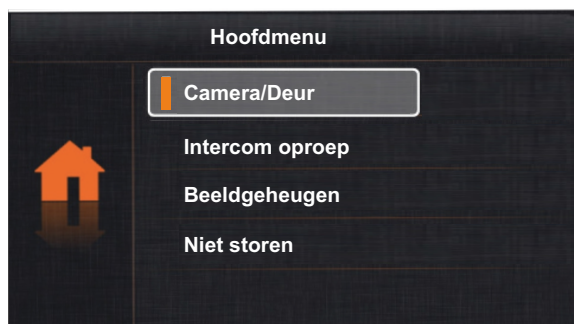 Hoofdmenu
Camera/Deur
Intercom oproep
Beeldgeheugen
Niet storen